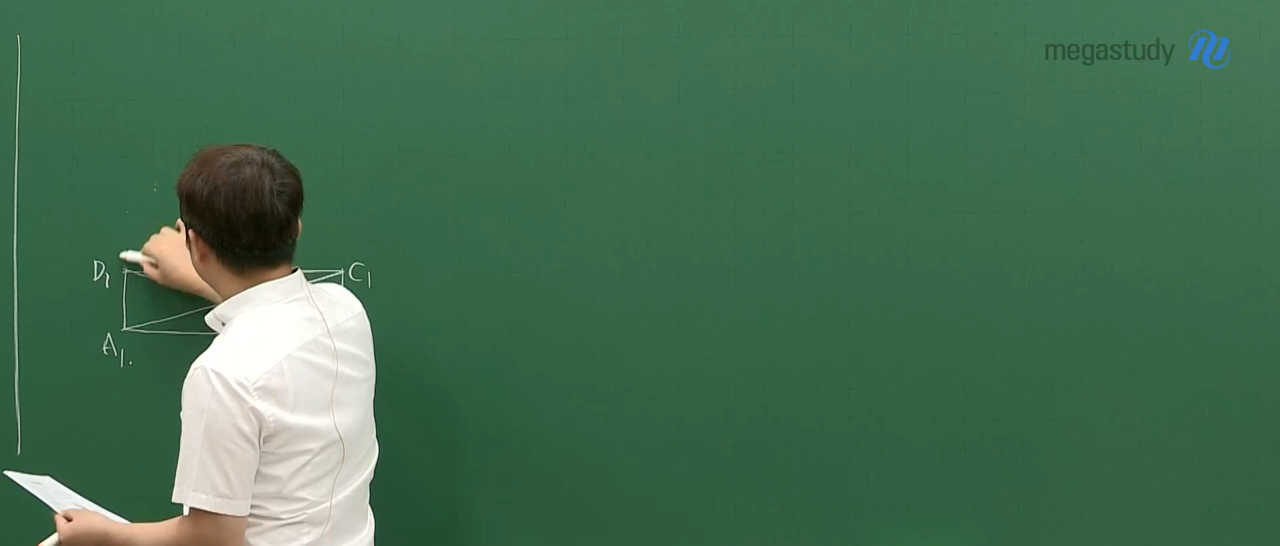 megastudy
D₁ C₁
A₁.